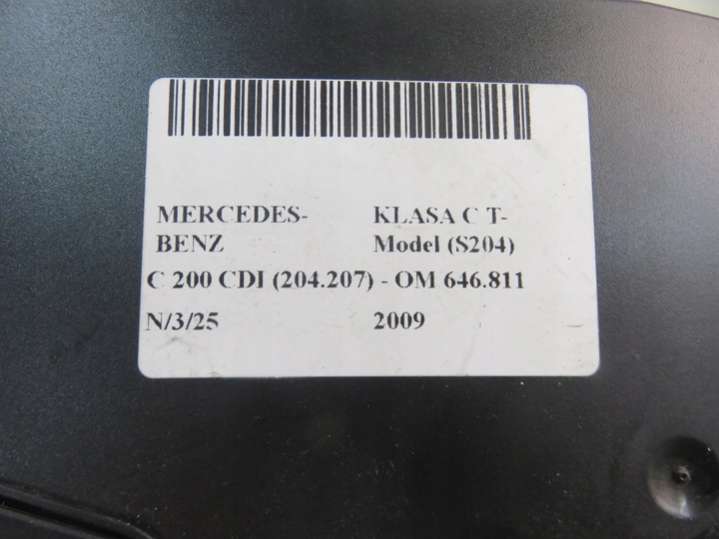 MERCEDES- KLASA C T-
BENZ Model (S204)
C 200 CDI (204.207) - OM 646.811
N/3/25 2009